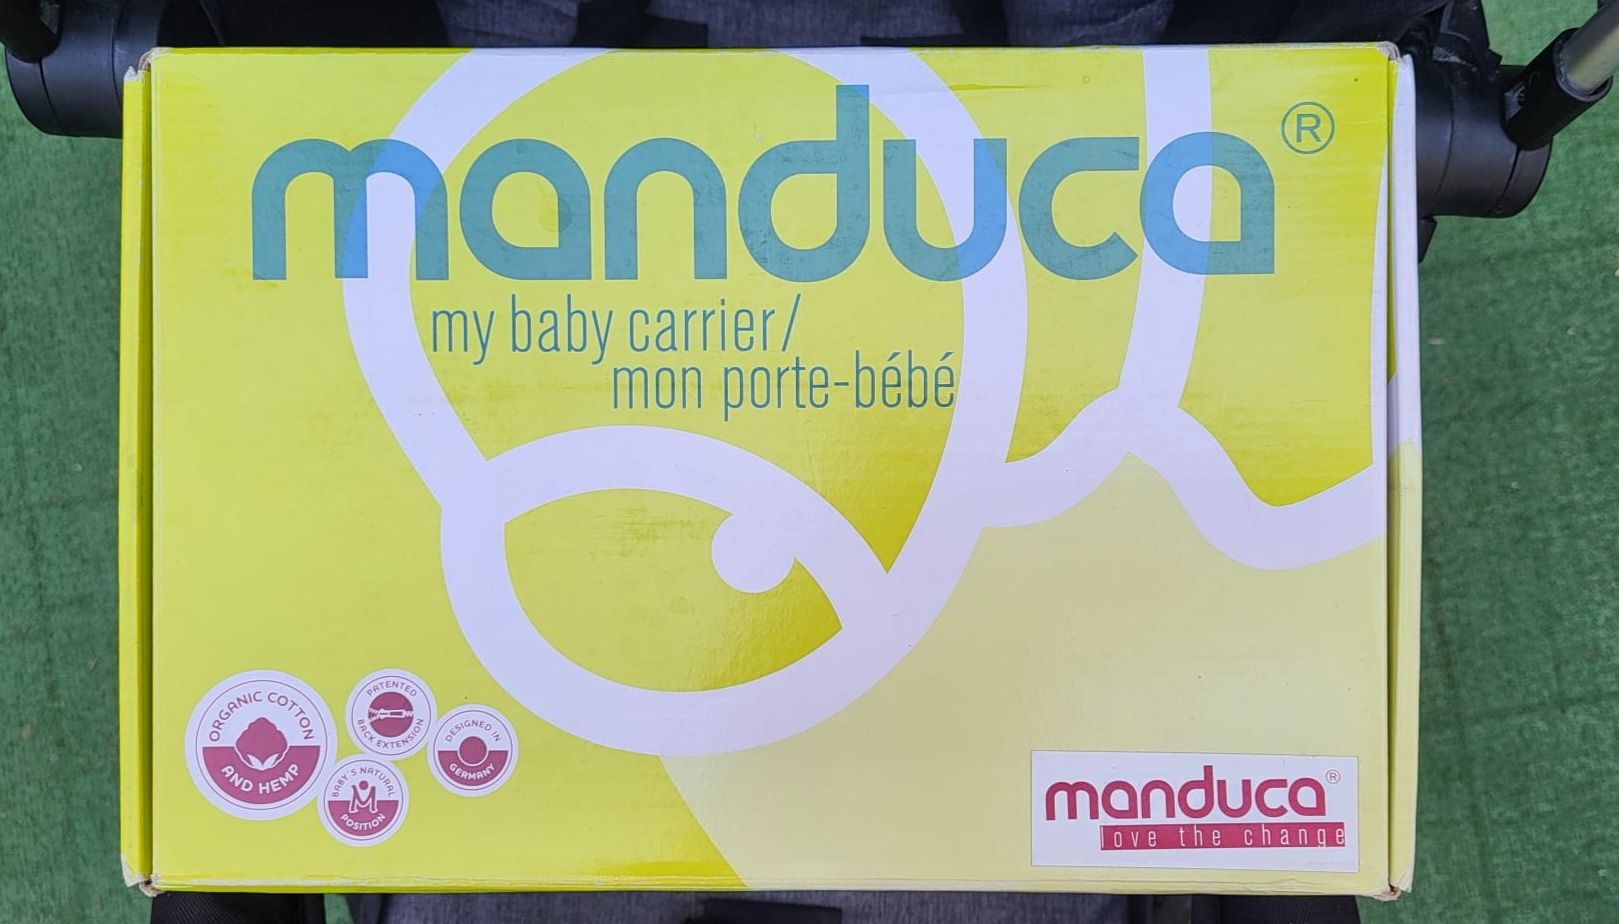 manduca®
my baby carrier/
mon porte-bébé
ORGANIC COTTON
AND HEMP
PATENTED
BACK EXTENSION
DESIGNED IN
GERMANY
BABY'S NATURAL
POSITION
manduca®
love the change